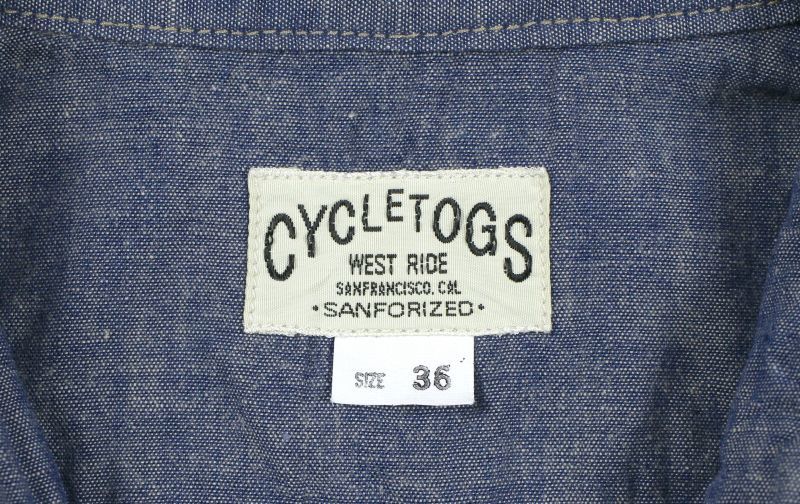 CYCLETOGS
WEST RIDE
SANFRANCISCO. CAL
•SANFORIZED•
SIZE 36